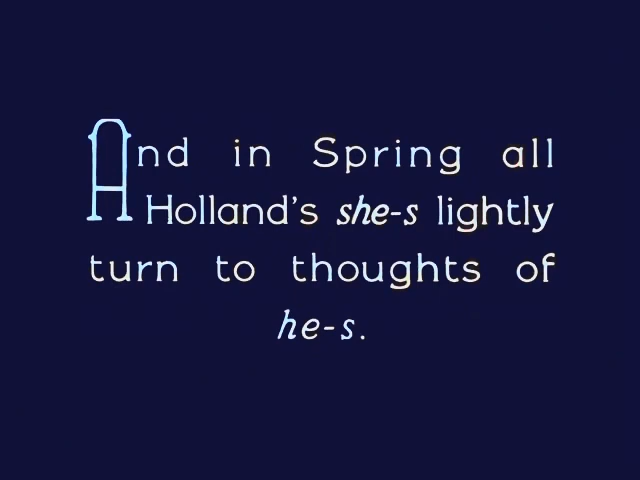 And in Spring all
Holland's she-s lightly
turn to thoughts of
he-s.